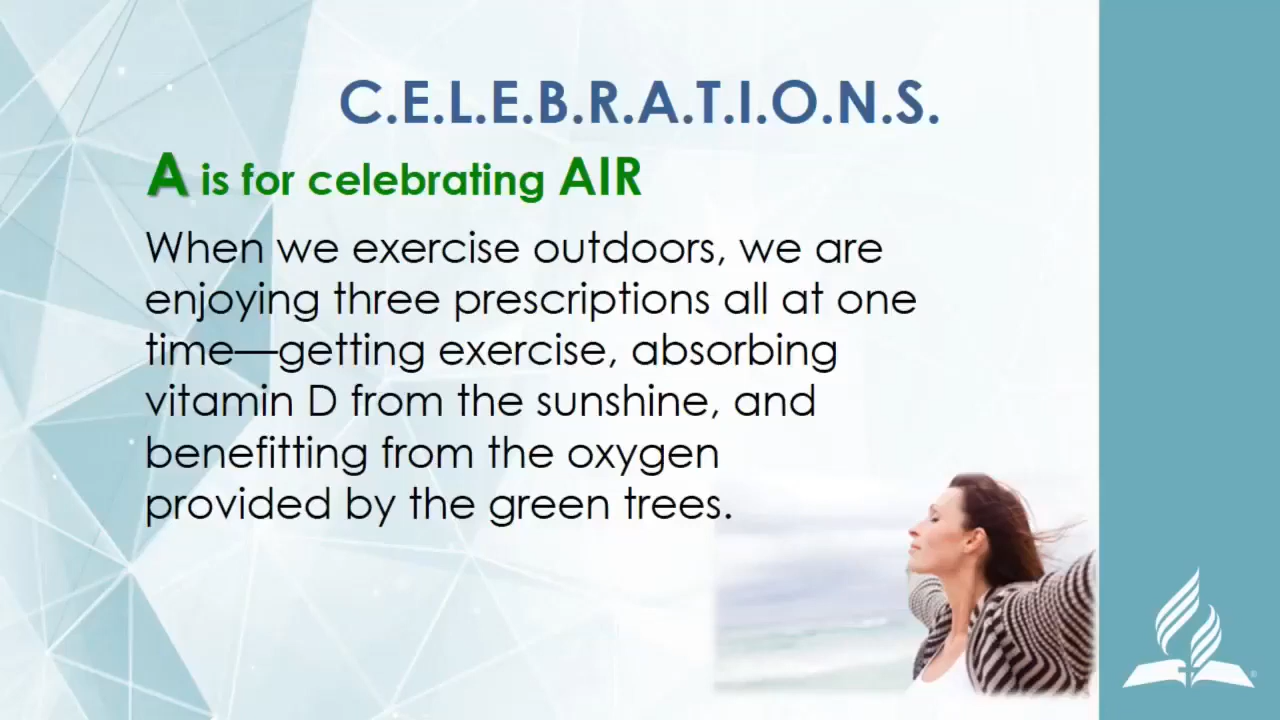 C.E.L.E.B.R.A.T.I.O.N.S.
A is for celebrating AIR
When we exercise outdoors, we are
enjoying three prescriptions all at one
time—getting exercise, absorbing
vitamin D from the sunshine, and
benefitting from the oxygen
provided by the green trees.
®